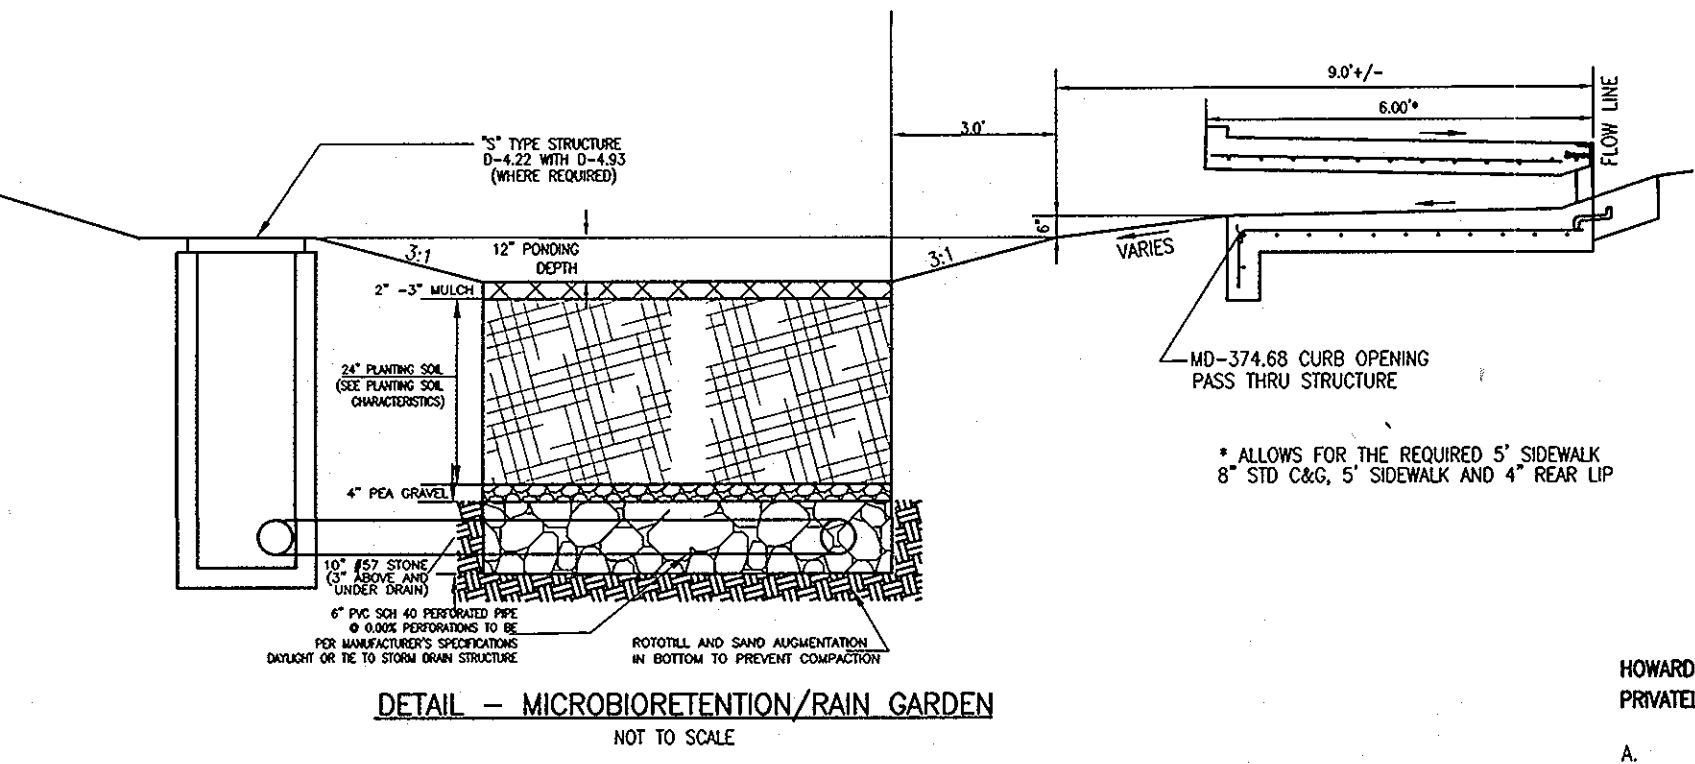 9.0'+/-
6.00'*
FLOW LINE
3.0'
"S" TYPE STRUCTURE
D-4.22 WITH D-4.93
(WHERE REQUIRED)
6"
3:1
12" PONDING
DEPTH
3:1
VARIES
2" -3" MULCH
24" PLANTING SOIL
(SEE PLANTING SOIL
CHARACTERISTICS)
MD-374.68 CURB OPENING
PASS THRU STRUCTURE
* ALLOWS FOR THE REQUIRED 5' SIDEWALK
8" STD C&G, 5' SIDEWALK AND 4" REAR LIP
4" PEA GRAVEL
10" #57 STONE
(3" ABOVE AND
UNDER DRAIN)
6" PVC SCH 40 PERFORATED PIPE
@ 0.00% PERFORATIONS TO BE
PER MANUFACTURER'S SPECIFICATIONS
DAYLIGHT OR TIE TO STORM DRAIN STRUCTURE
ROTOTILL AND SAND AUGMENTATION
IN BOTTOM TO PREVENT COMPACTION
DETAIL - MICROBIORETENTION/RAIN GARDEN
NOT TO SCALE
HOWARD
A.